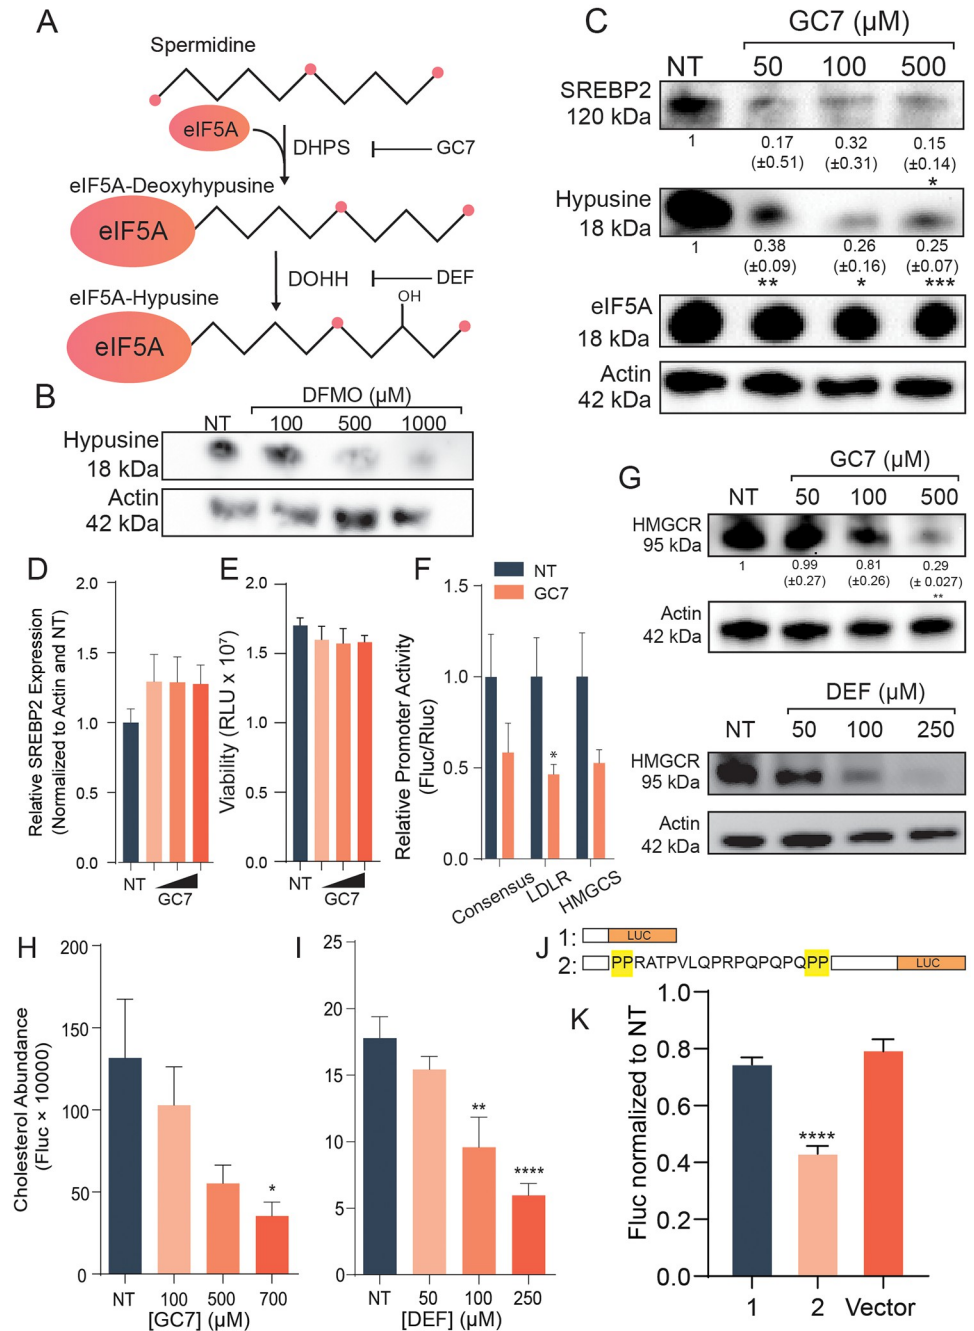 A
Spermidine
eIF5A
DHPS
GC7
eIF5A-Deoxyhypusine
eIF5A
DOHH
DEF
eIF5A-Hypusine
OH
eIF5A
B
DFMO (µM)
NT 100 500 1000
Hypusine
18 kDa
Actin
42 kDa
C
GC7 (µM)
NT 50 100 500
SREBP2
120 kDa
1 0.17 0.32 0.15
(±0.51) (±0.31) (±0.14)
*
Hypusine
18 kDa
1 0.38 0.26 0.25
(±0.09) (±0.16) (±0.07)
** * ***
eIF5A
18 kDa
Actin
42 kDa
D
Relative SREBP2 Expression
(Normalized to Actin and NT)
2.0
1.5
1.0
0.5
0.0
NT
GC7
E
Viability (RLU x 10⁷)
2.0
1.5
1.0
0.5
0.0
NT
GC7
F
NT
GC7
Relative Promoter Activity
(Fluc/Rluc)
1.5
1.0
0.5
0.0
*
Consensus
LDLR
HMGCS
G
GC7 (µM)
NT 50 100 500
HMGCR
95 kDa
1 0.99 0.81 0.29
(±0.27) (±0.26) (± 0.027)
**
Actin
42 kDa
DEF (µM)
NT 50 100 250
HMGCR
95 kDa
Actin
42 kDa
H
Cholesterol Abundance
(Fluc × 10000)
200
150
100
50
0
*
NT 100 500 700
[GC7] (µM)
I
25
20
15
10
5
0
**
****
NT 50 100 250
[DEF] (µM)
J
1: LUC
2: PPRATPVLQPRPQPQPQPP LUC
K
Fluc normalized to NT
1.0
0.8
0.6
0.4
0.2
0.0
****
1 2 Vector